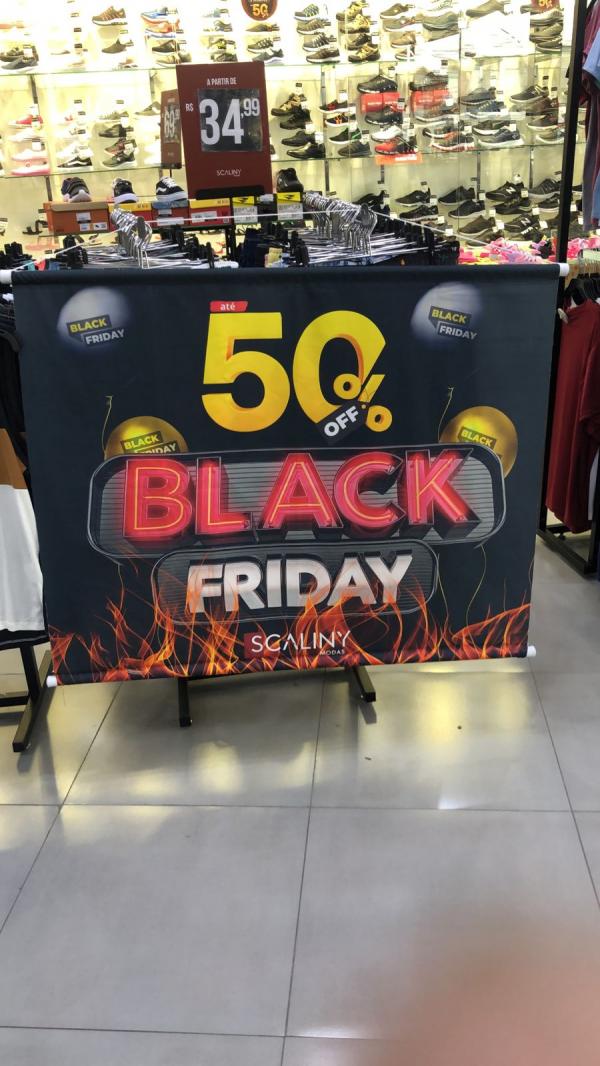 50
A PARTIR DE
R$ 34,99
SCALINY
até
50%
OFF
BLACK
FRIDAY
BLACK
FRIDAY
BLACK
FRIDAY
BLACK
BLACK
FRIDAY
SCALINY
MODAS